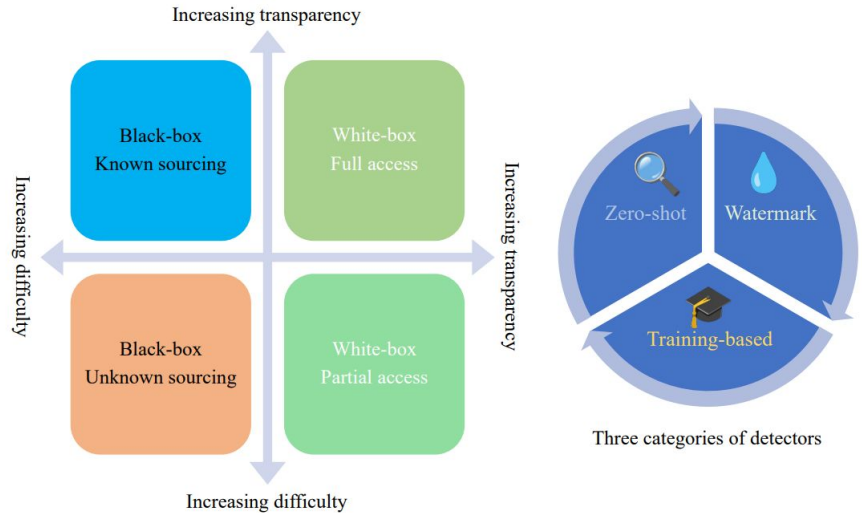 Increasing transparency
Black-box
Known sourcing
White-box
Full access
Increasing difficulty
Increasing transparency
Black-box
Unknown sourcing
White-box
Partial access
Increasing difficulty
Zero-shot
Watermark
Training-based
Three categories of detectors